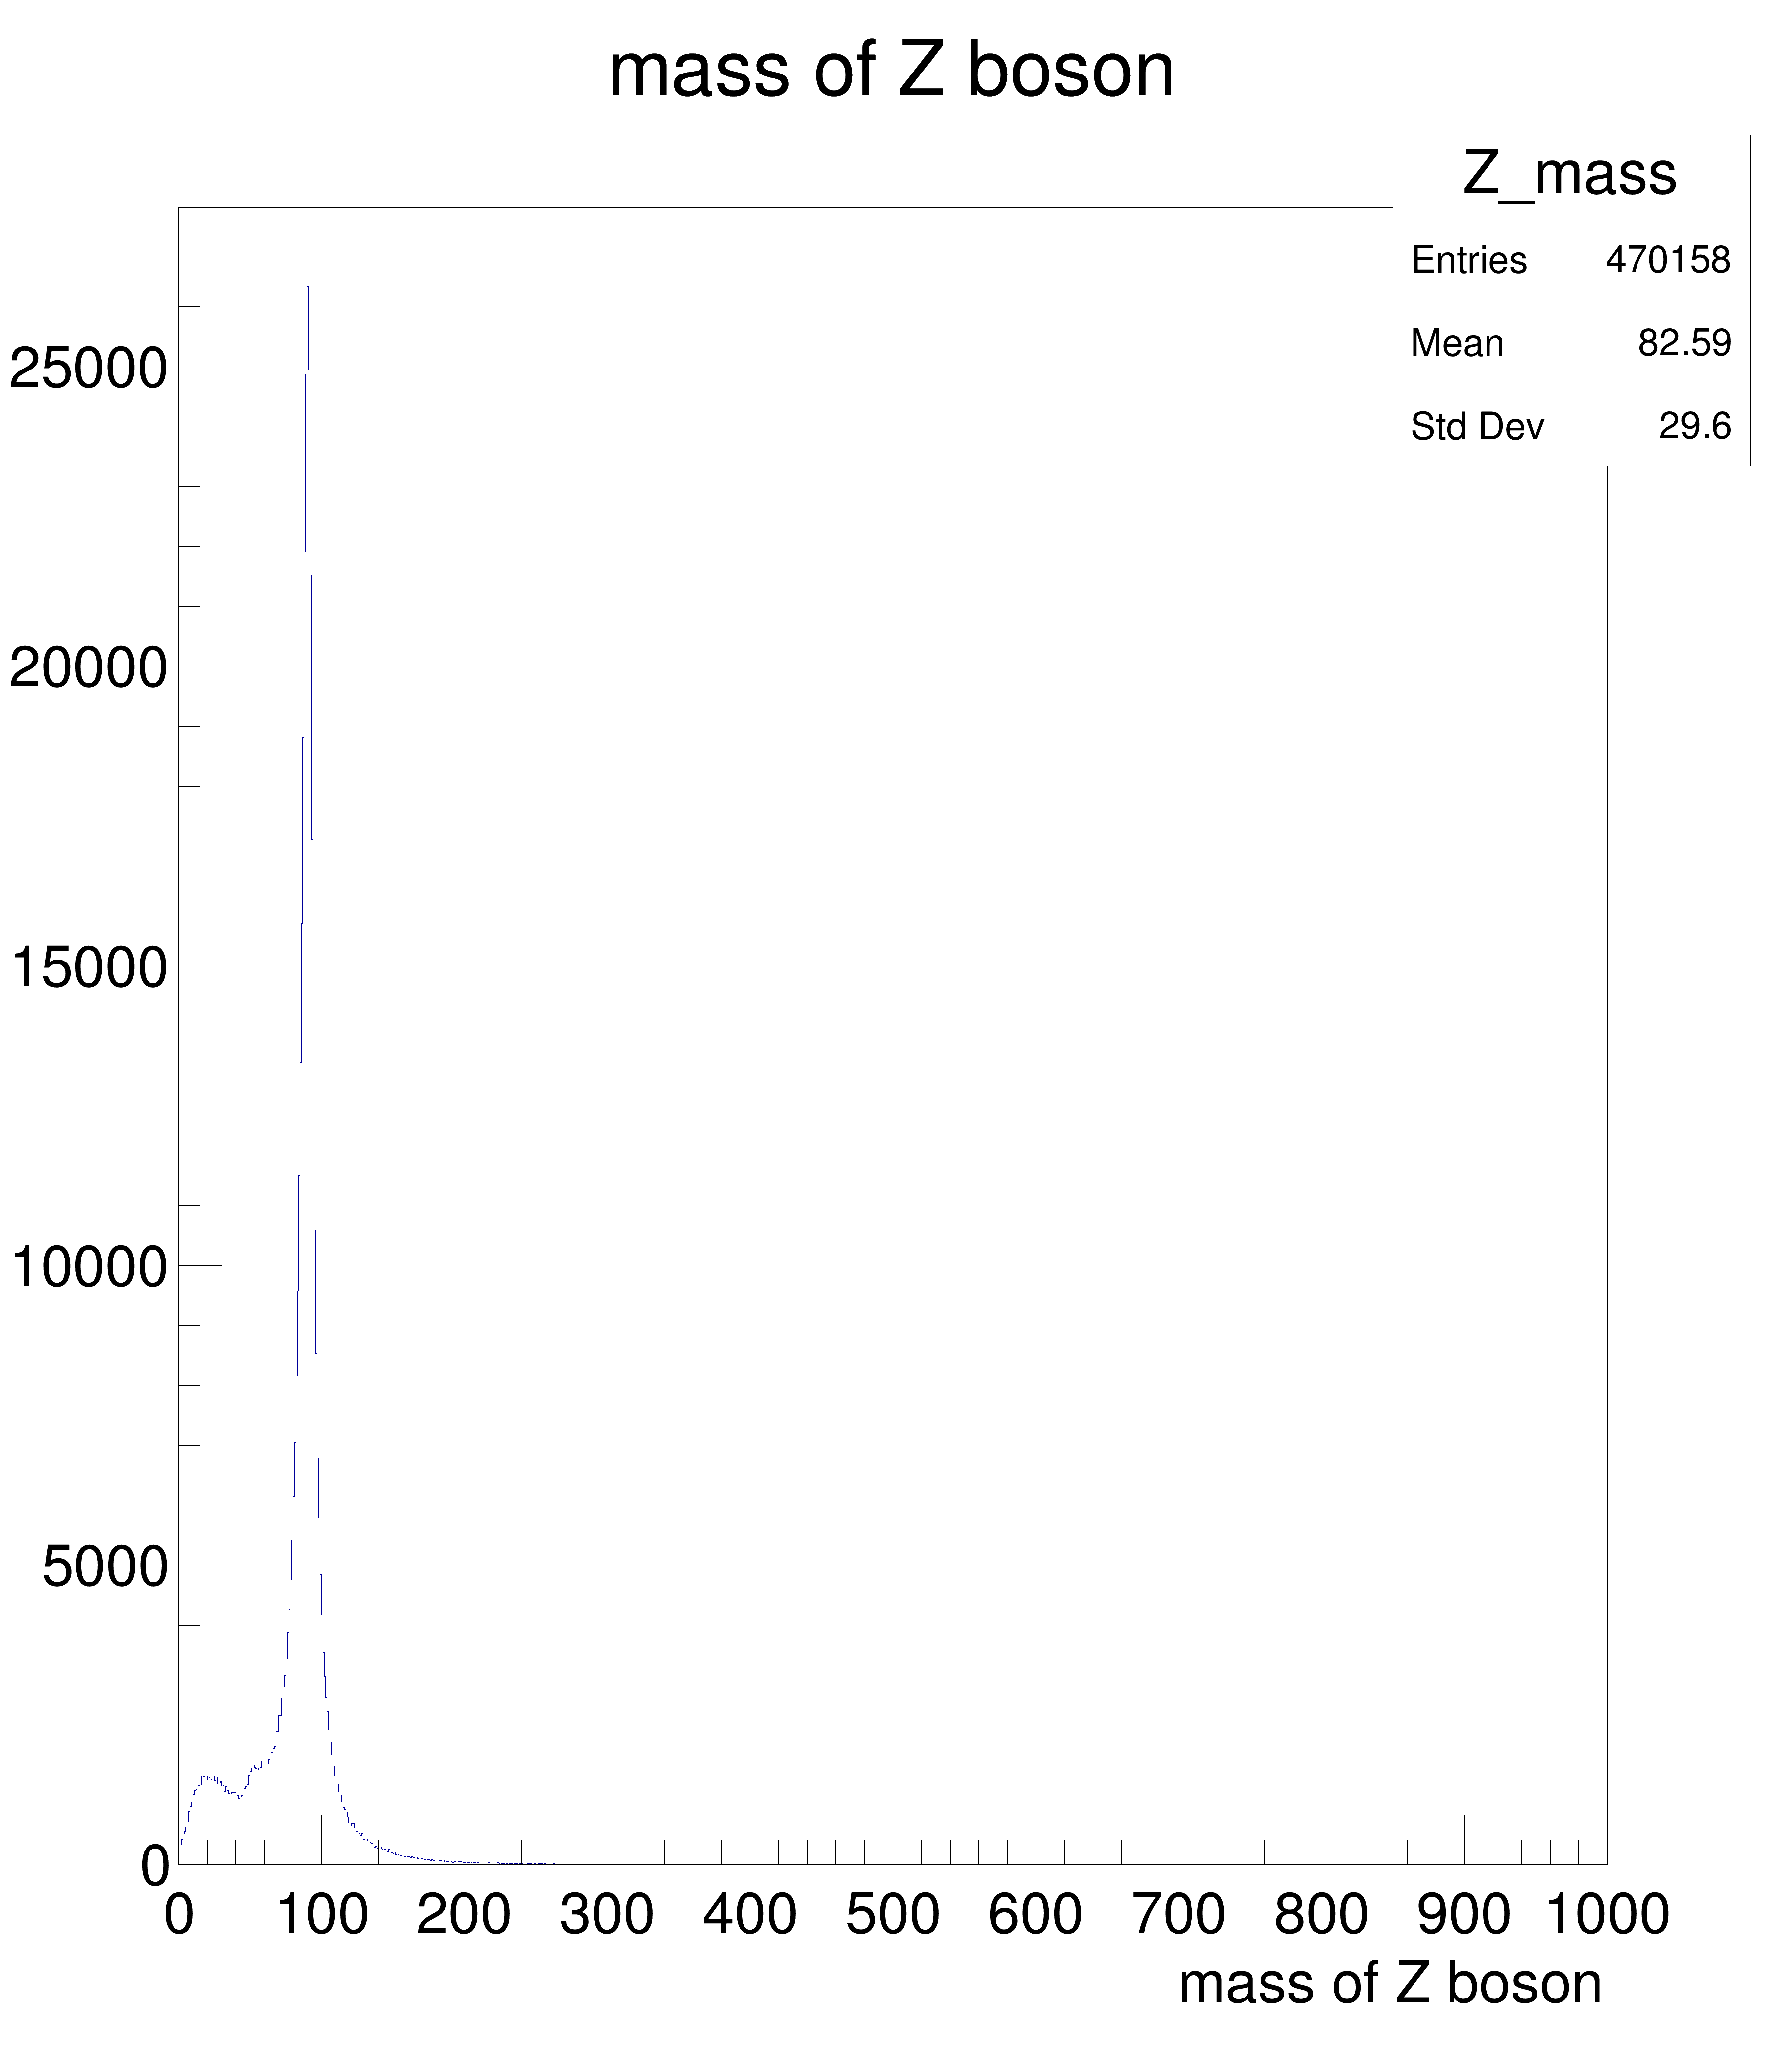 mass of Z boson
Z_mass
Entries 470158
Mean 82.59
Std Dev 29.6
25000
20000
15000
10000
5000
0
0 100 200 300 400 500 600 700 800 900 1000
mass of Z boson